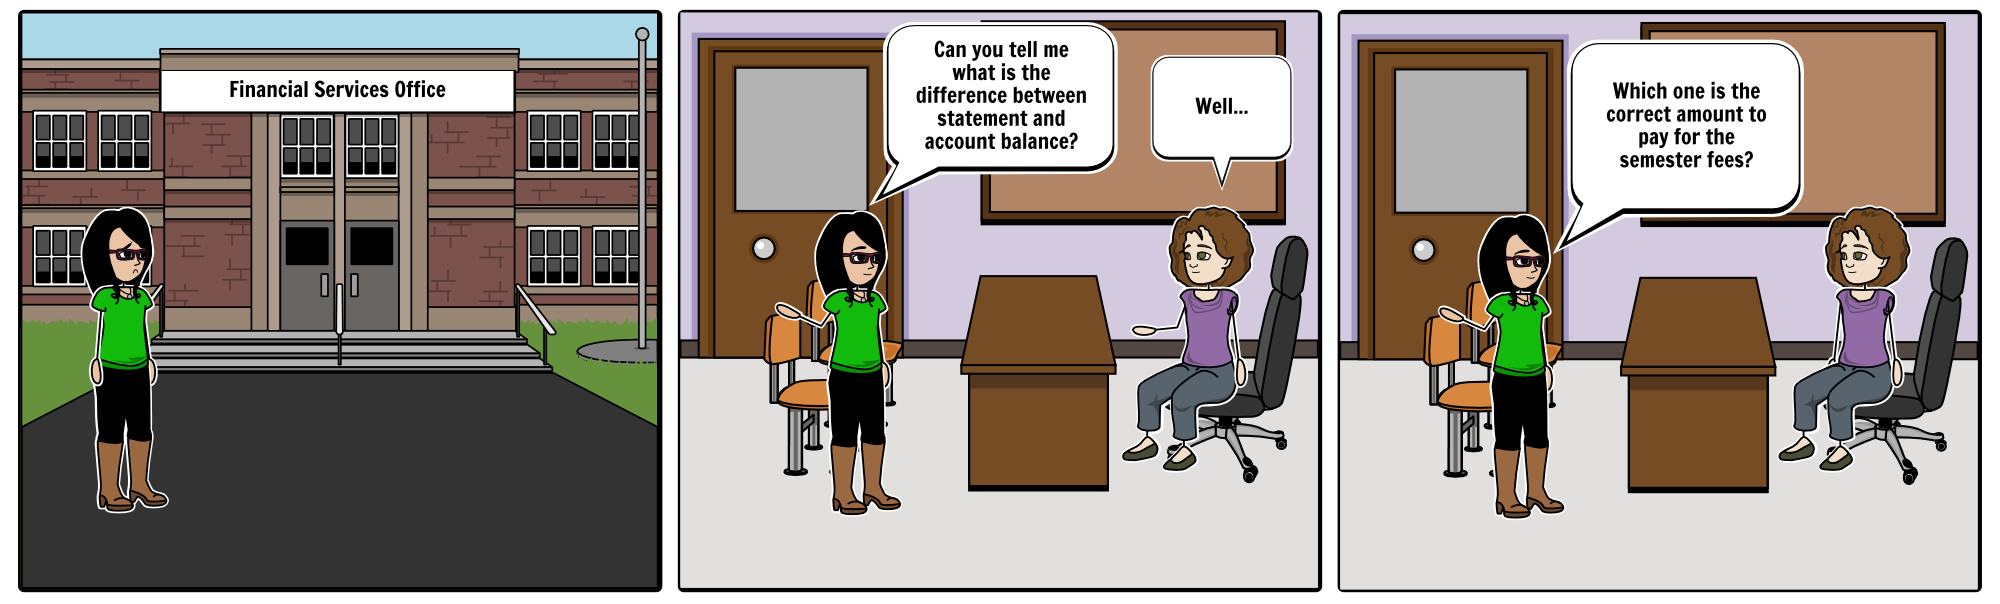 Financial Services Office
Can you tell me
what is the
difference between
statement and
account balance?
Well...
Which one is the
correct amount to
pay for the
semester fees?